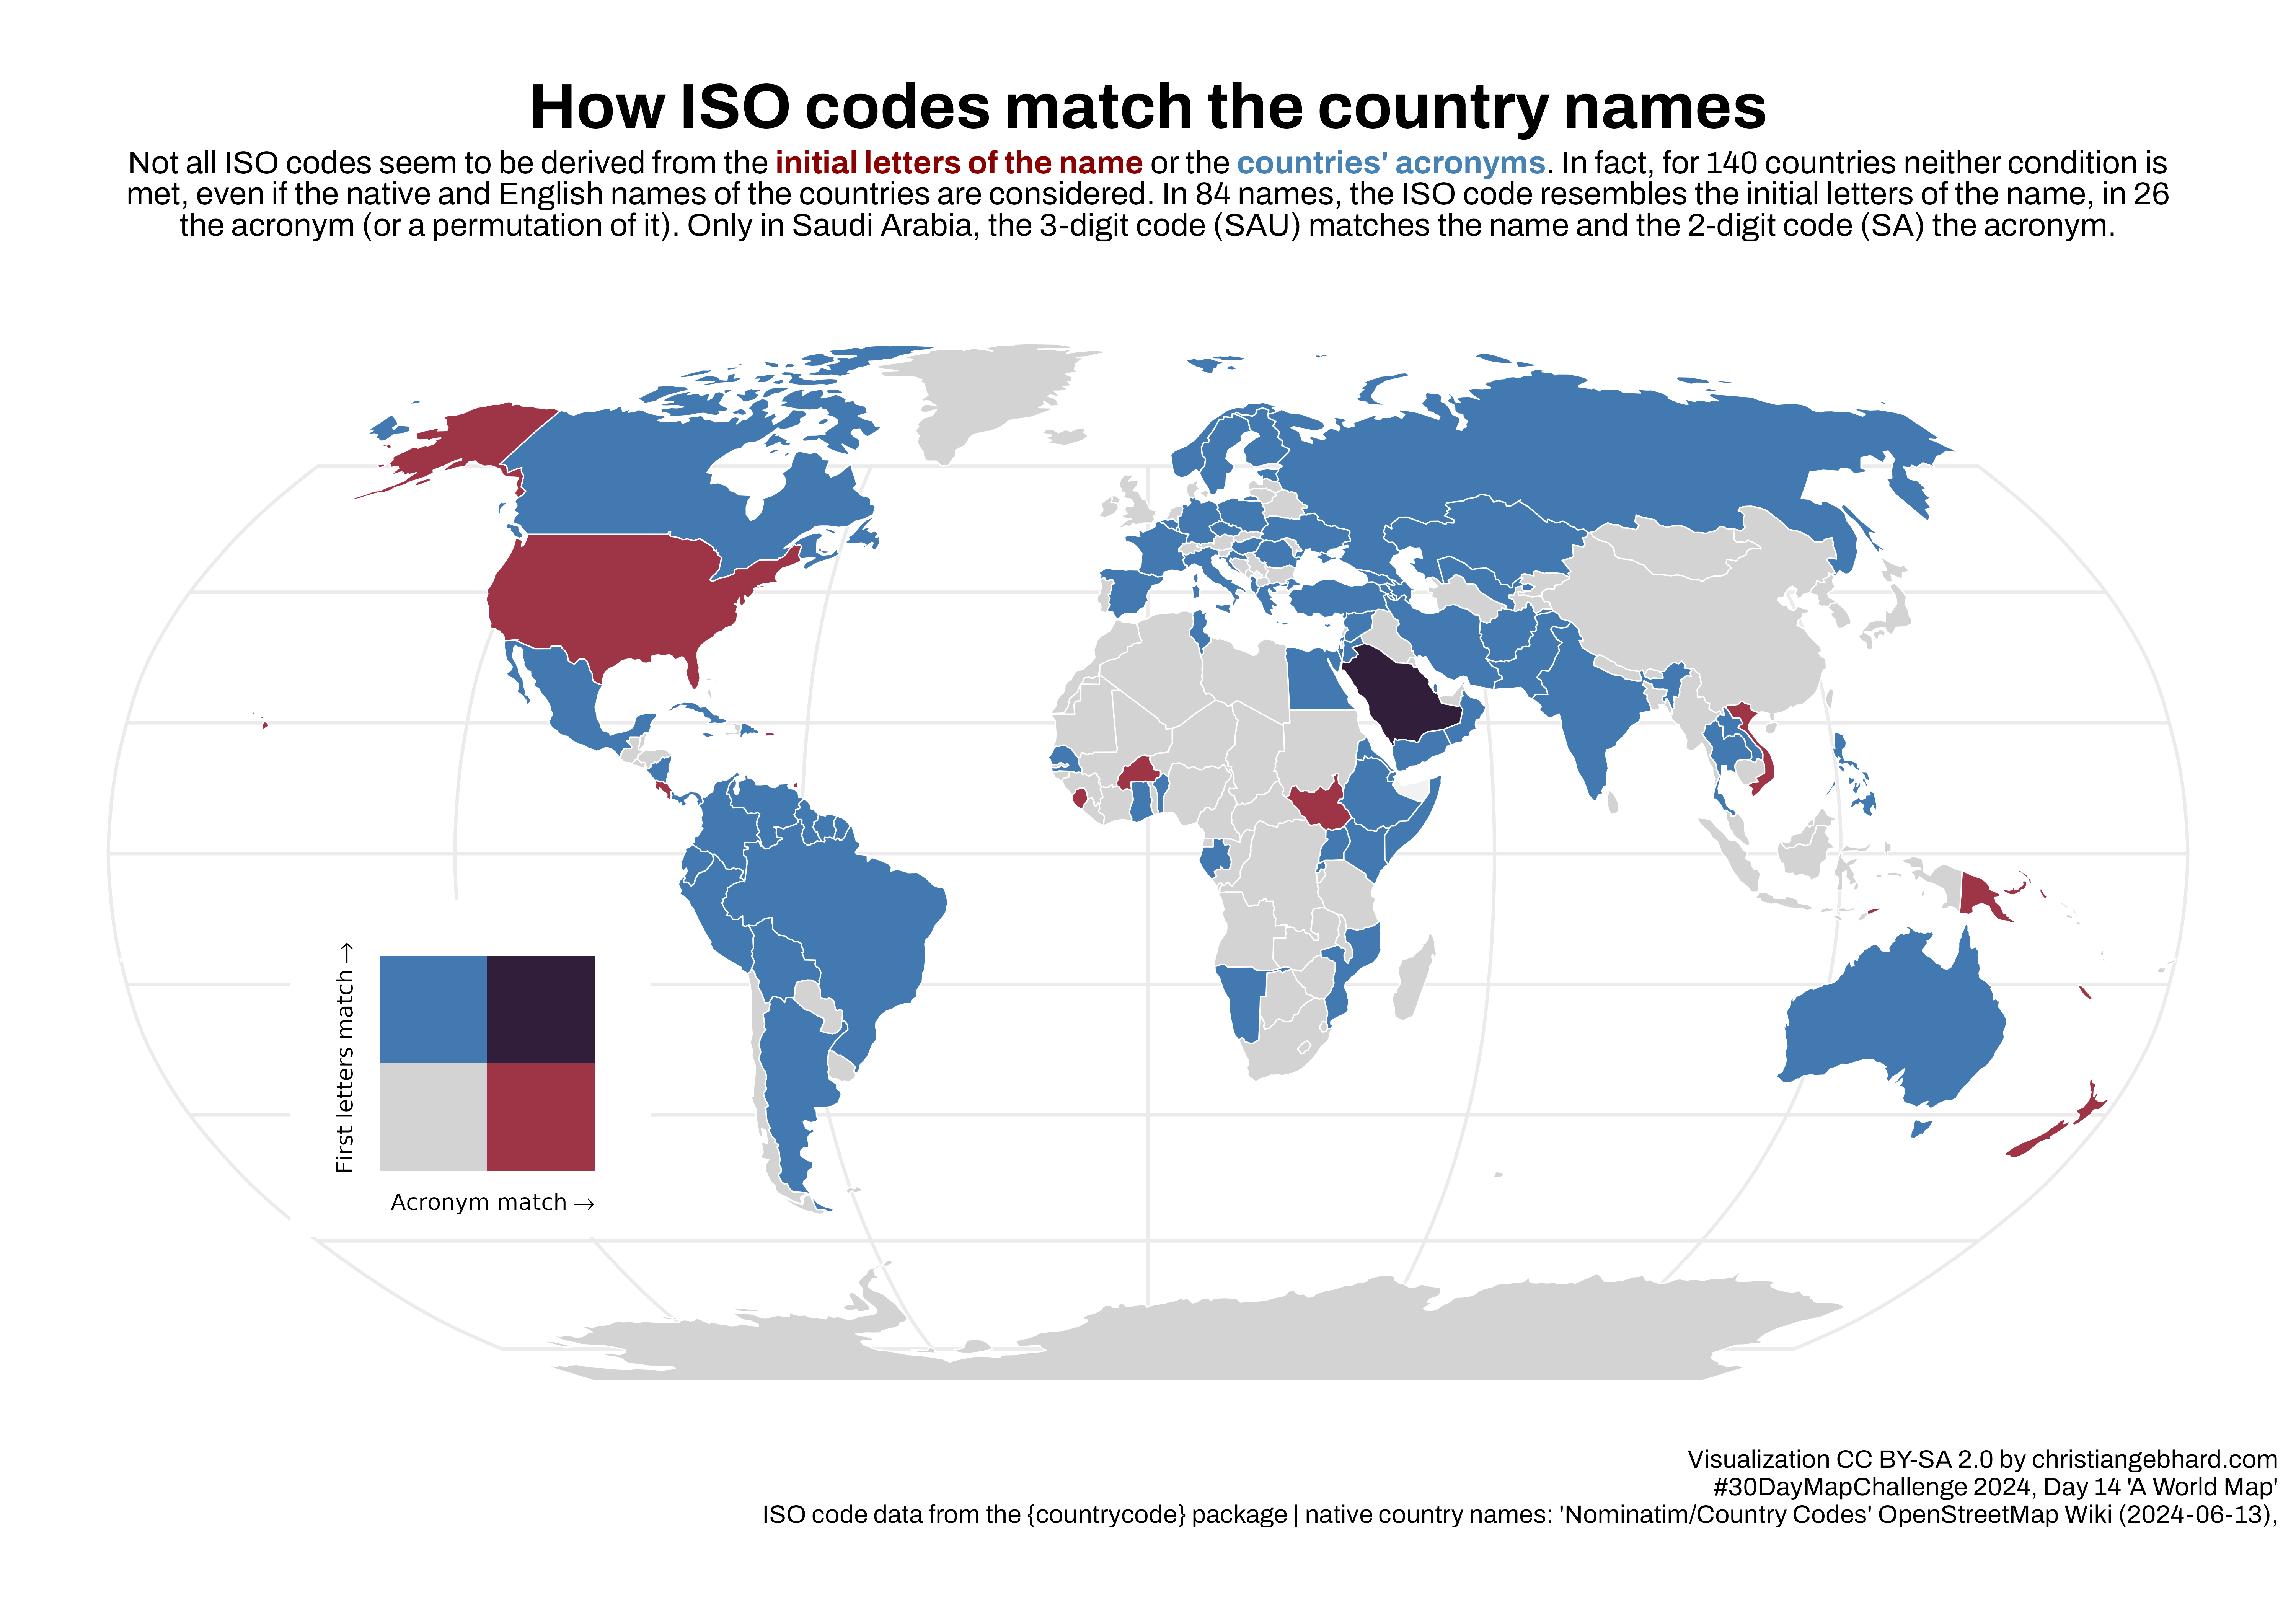 How ISO codes match the country names
Not all ISO codes seem to be derived from the initial letters of the name or the countries' acronyms. In fact, for 140 countries neither condition is
met, even if the native and English names of the countries are considered. In 84 names, the ISO code resembles the initial letters of the name, in 26
the acronym (or a permutation of it). Only in Saudi Arabia, the 3-digit code (SAU) matches the name and the 2-digit code (SA) the acronym.
First letters match →
Acronym match →
Visualization CC BY-SA 2.0 by christiangebhard.com
#30DayMapChallenge 2024, Day 14 'A World Map'
ISO code data from the {countrycode} package | native country names: 'Nominatim/Country Codes' OpenStreetMap Wiki (2024-06-13),